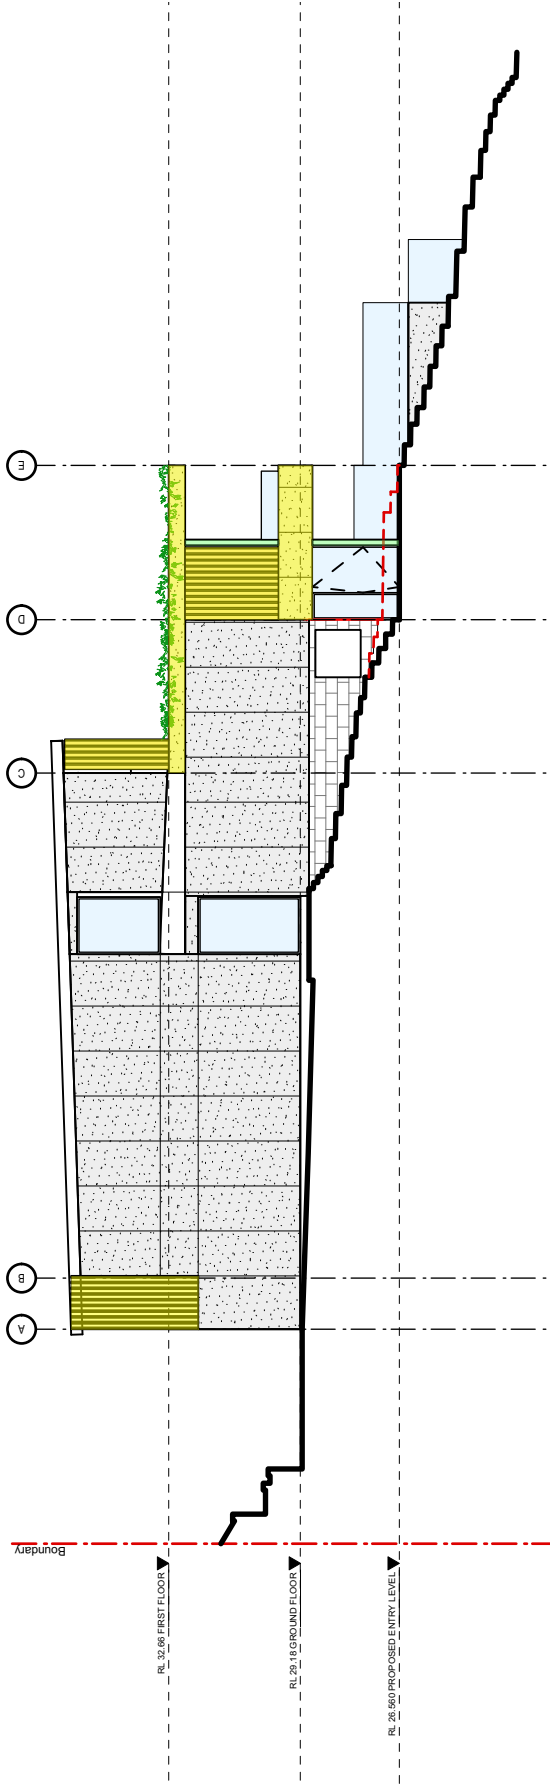 E
D
C
B
A
Boundary
RL 32.66 FIRST FLOOR
RL 29.18 GROUND FLOOR
RL 26.560 PROPOSED ENTRY LEVEL